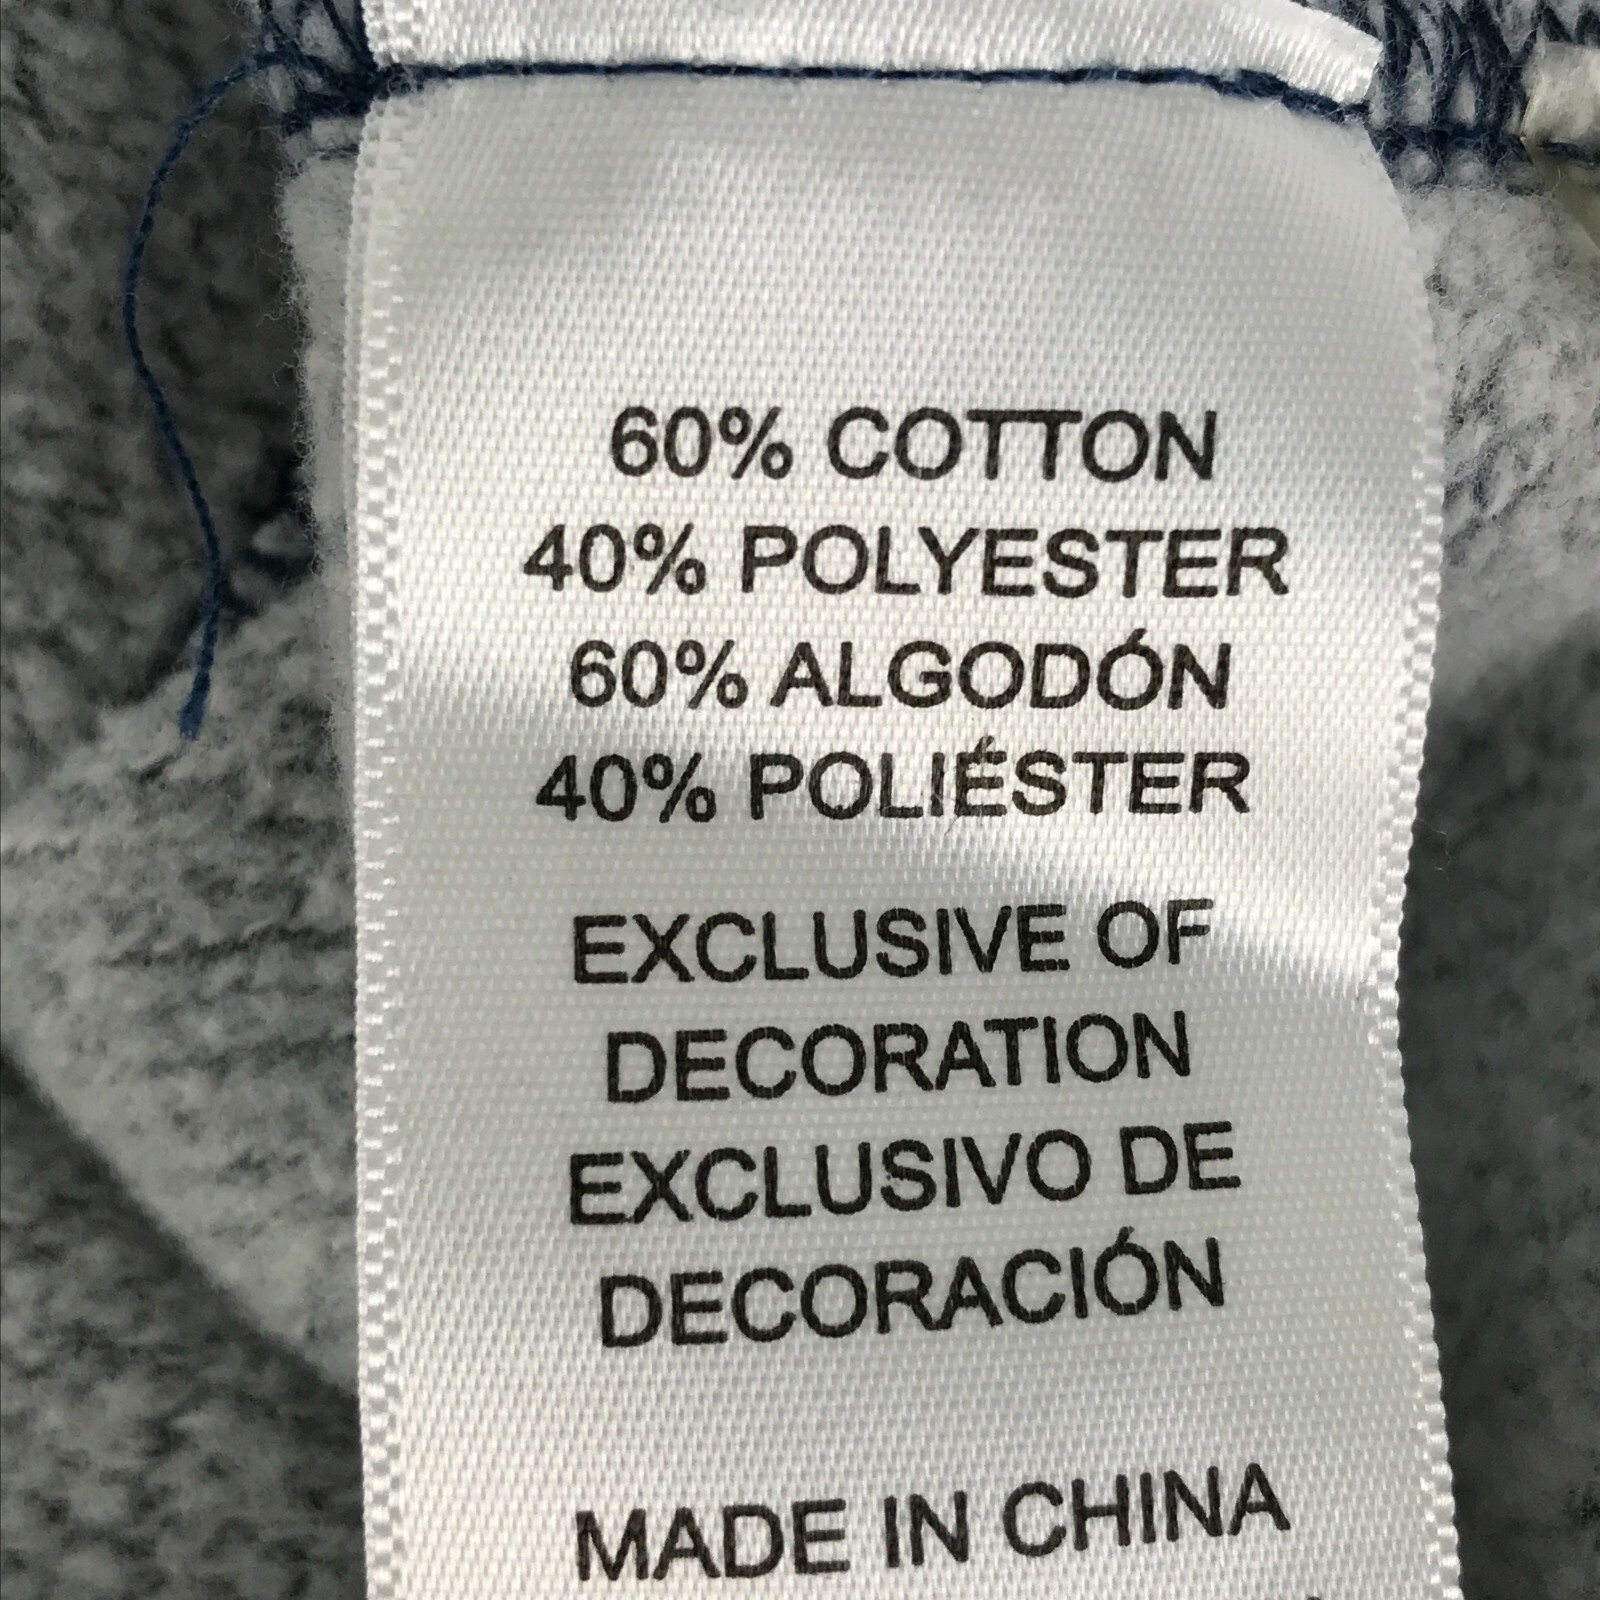 60% COTTON
40% POLYESTER
60% ALGODÓN
40% POLIÉSTER
EXCLUSIVE OF
DECORATION
EXCLUSIVO DE
DECORACIÓN
MADE IN CHINA